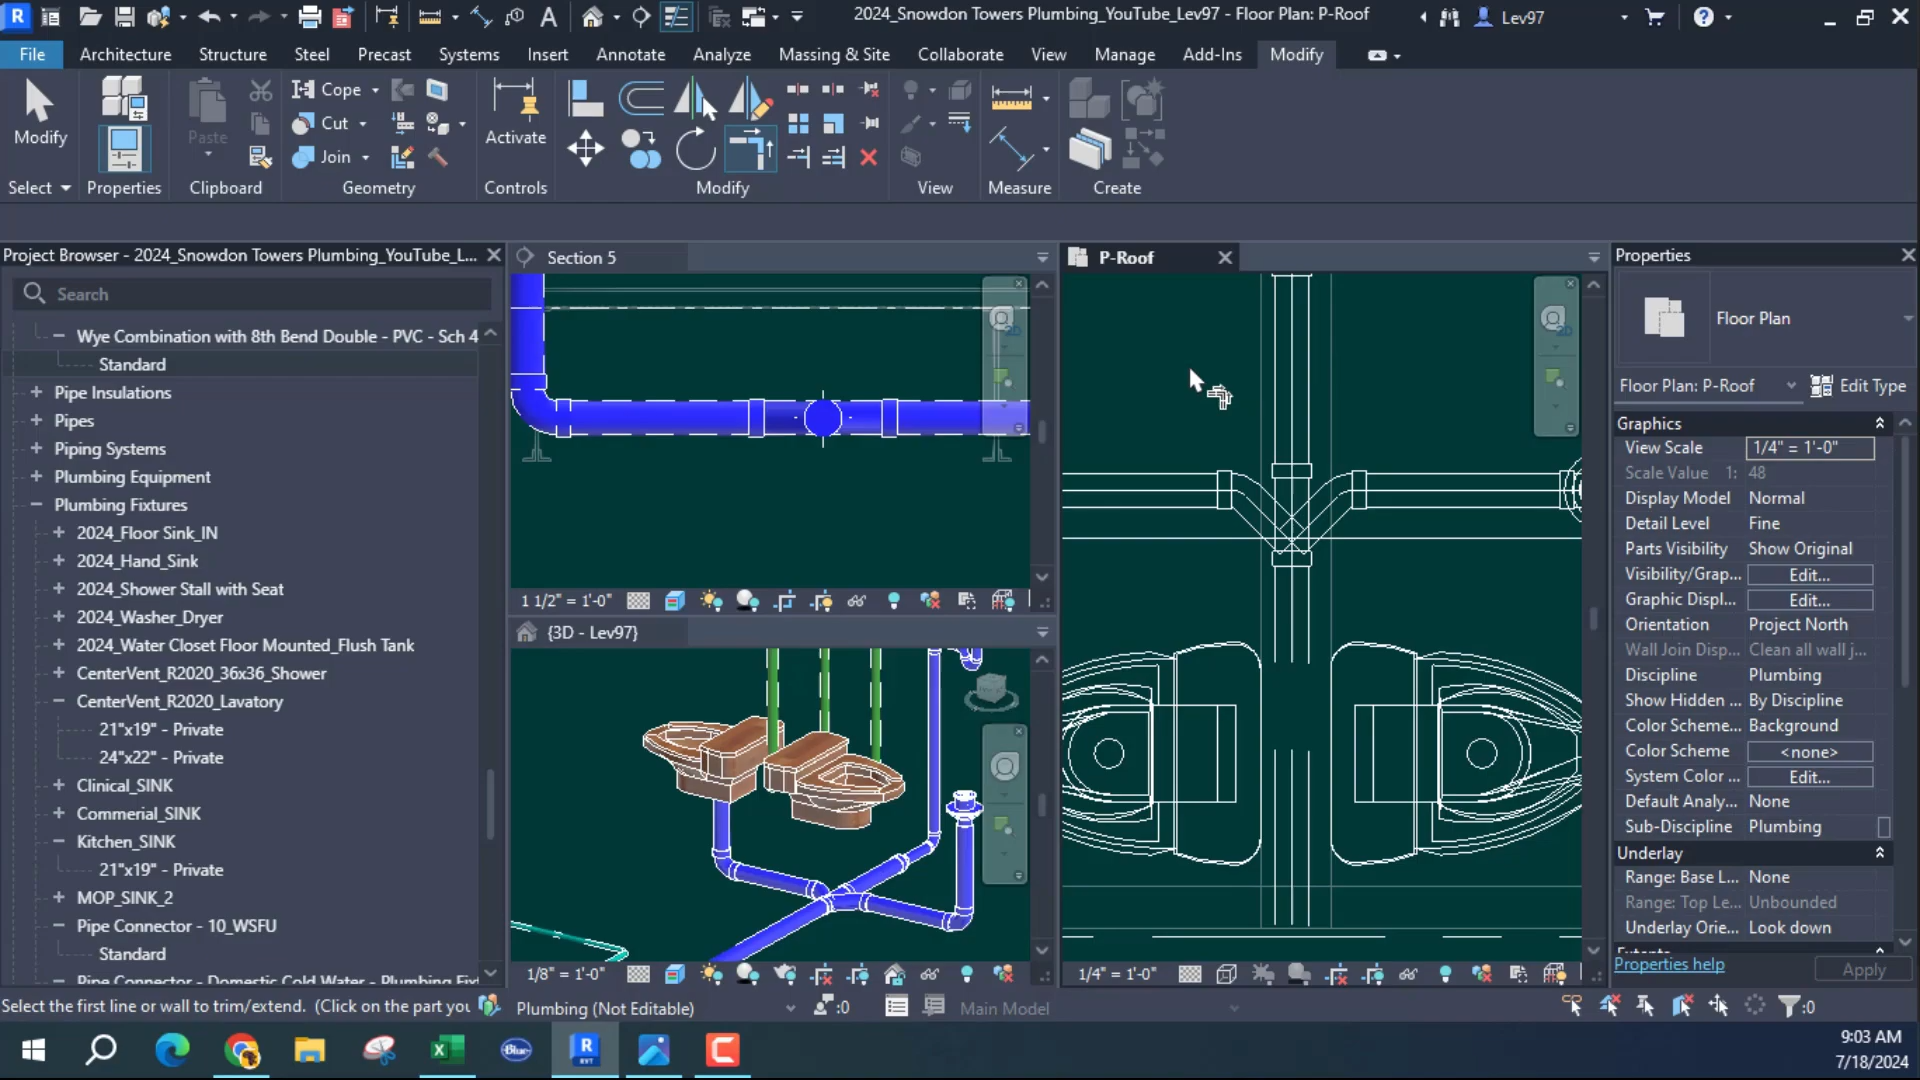 R
A
2024_Snowdon Towers Plumbing_YouTube_Lev97 - Floor Plan: P-Roof
Lev97
File
Architecture
Structure
Steel
Precast
Systems
Insert
Annotate
Analyze
Massing & Site
Collaborate
View
Manage
Add-Ins
Modify
Modify
Paste
Cope
Cut
Join
Activate
Select
Properties
Clipboard
Geometry
Controls
Modify
View
Measure
Create
Project Browser - 2024_Snowdon Towers Plumbing_YouTube_L...
Search
Wye Combination with 8th Bend Double - PVC - Sch 4
Standard
Pipe Insulations
Pipes
Piping Systems
Plumbing Equipment
Plumbing Fixtures
2024_Floor Sink_IN
2024_Hand_Sink
2024_Shower Stall with Seat
2024_Washer_Dryer
2024_Water Closet Floor Mounted_Flush Tank
CenterVent_R2020_36x36_Shower
CenterVent_R2020_Lavatory
21"x19" - Private
24"x22" - Private
Clinical_SINK
Commerial_SINK
Kitchen_SINK
21"x19" - Private
MOP_SINK_2
Pipe Connector - 10_WSFU
Standard
Pipe Connector - Domestic Cold Water - Plumbing Fixt
Section 5
1 1/2" = 1'-0"
{3D - Lev97}
1/8" = 1'-0"
P-Roof
1/4" = 1'-0"
Properties
Floor Plan
Floor Plan: P-Roof
Edit Type
Graphics
View Scale 1/4" = 1'-0"
Scale Value 1: 48
Display Model Normal
Detail Level Fine
Parts Visibility Show Original
Visibility/Grap... Edit...
Graphic Displ... Edit...
Orientation Project North
Wall Join Disp... Clean all wall j...
Discipline Plumbing
Show Hidden ... By Discipline
Color Scheme... Background
Color Scheme <none>
System Color ... Edit...
Default Analy... None
Sub-Discipline Plumbing
Underlay
Range: Base L... None
Range: Top Le... Unbounded
Underlay Orie... Look down
Extents
Properties help
Apply
Select the first line or wall to trim/extend. (Click on the part you
Plumbing (Not Editable)
:0
Main Model
:0
Blue
R
RVT
9:03 AM
7/18/2024